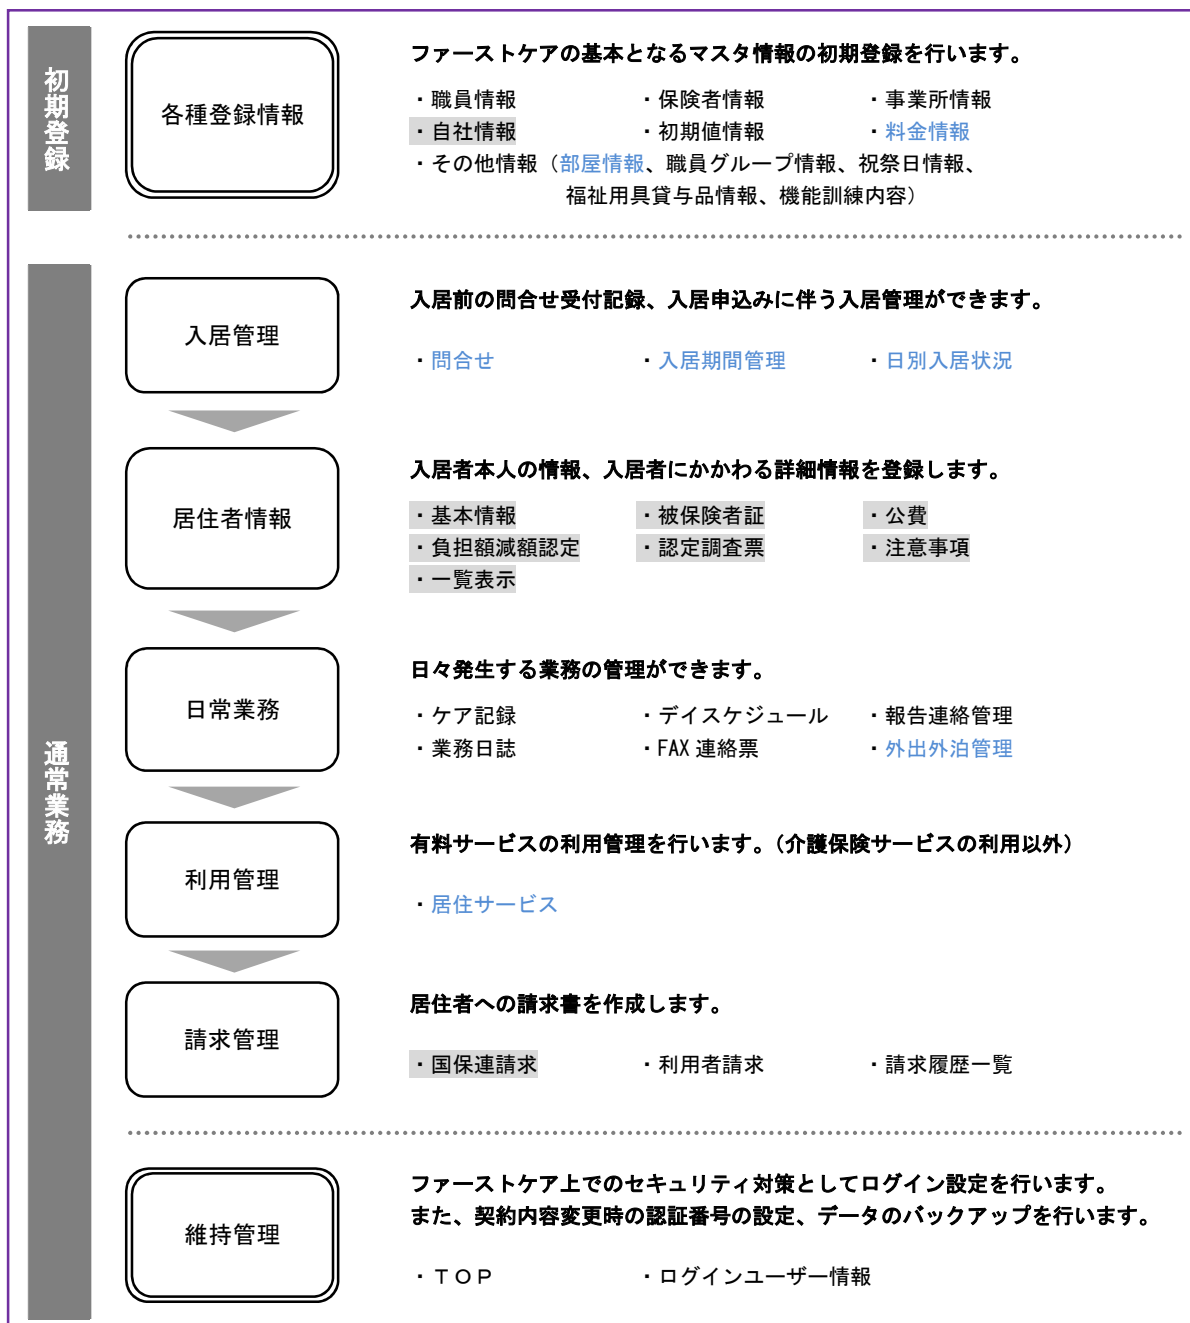 初期登録
各種登録情報
ファーストケアの基本となるマスタ情報の初期登録を行います。
・職員情報 ・保険者情報 ・事業所情報
・自社情報 ・初期値情報 ・料金情報
・その他情報（部屋情報、職員グループ情報、祝祭日情報、
福祉用具貸与品情報、機能訓練内容）
通常業務
入居管理
入居前の問合せ受付記録、入居申込みに伴う入居管理ができます。
・問合せ ・入居期間管理 ・日別入居状況
居住者情報
入居者本人の情報、入居者にかかわる詳細情報を登録します。
・基本情報 ・被保険者証 ・公費
・負担額減額認定 ・認定調査票 ・注意事項
・一覧表示
日常業務
日々発生する業務の管理ができます。
・ケア記録 ・デイスケジュール ・報告連絡管理
・業務日誌 ・FAX 連絡票 ・外出外泊管理
利用管理
有料サービスの利用管理を行います。（介護保険サービスの利用以外）
・居住サービス
請求管理
居住者への請求書を作成します。
・国保連請求 ・利用者請求 ・請求履歴一覧
維持管理
ファーストケア上でのセキュリティ対策としてログイン設定を行います。
また、契約内容変更時の認証番号の設定、データのバックアップを行います。
・ＴＯＰ ・ログインユーザー情報